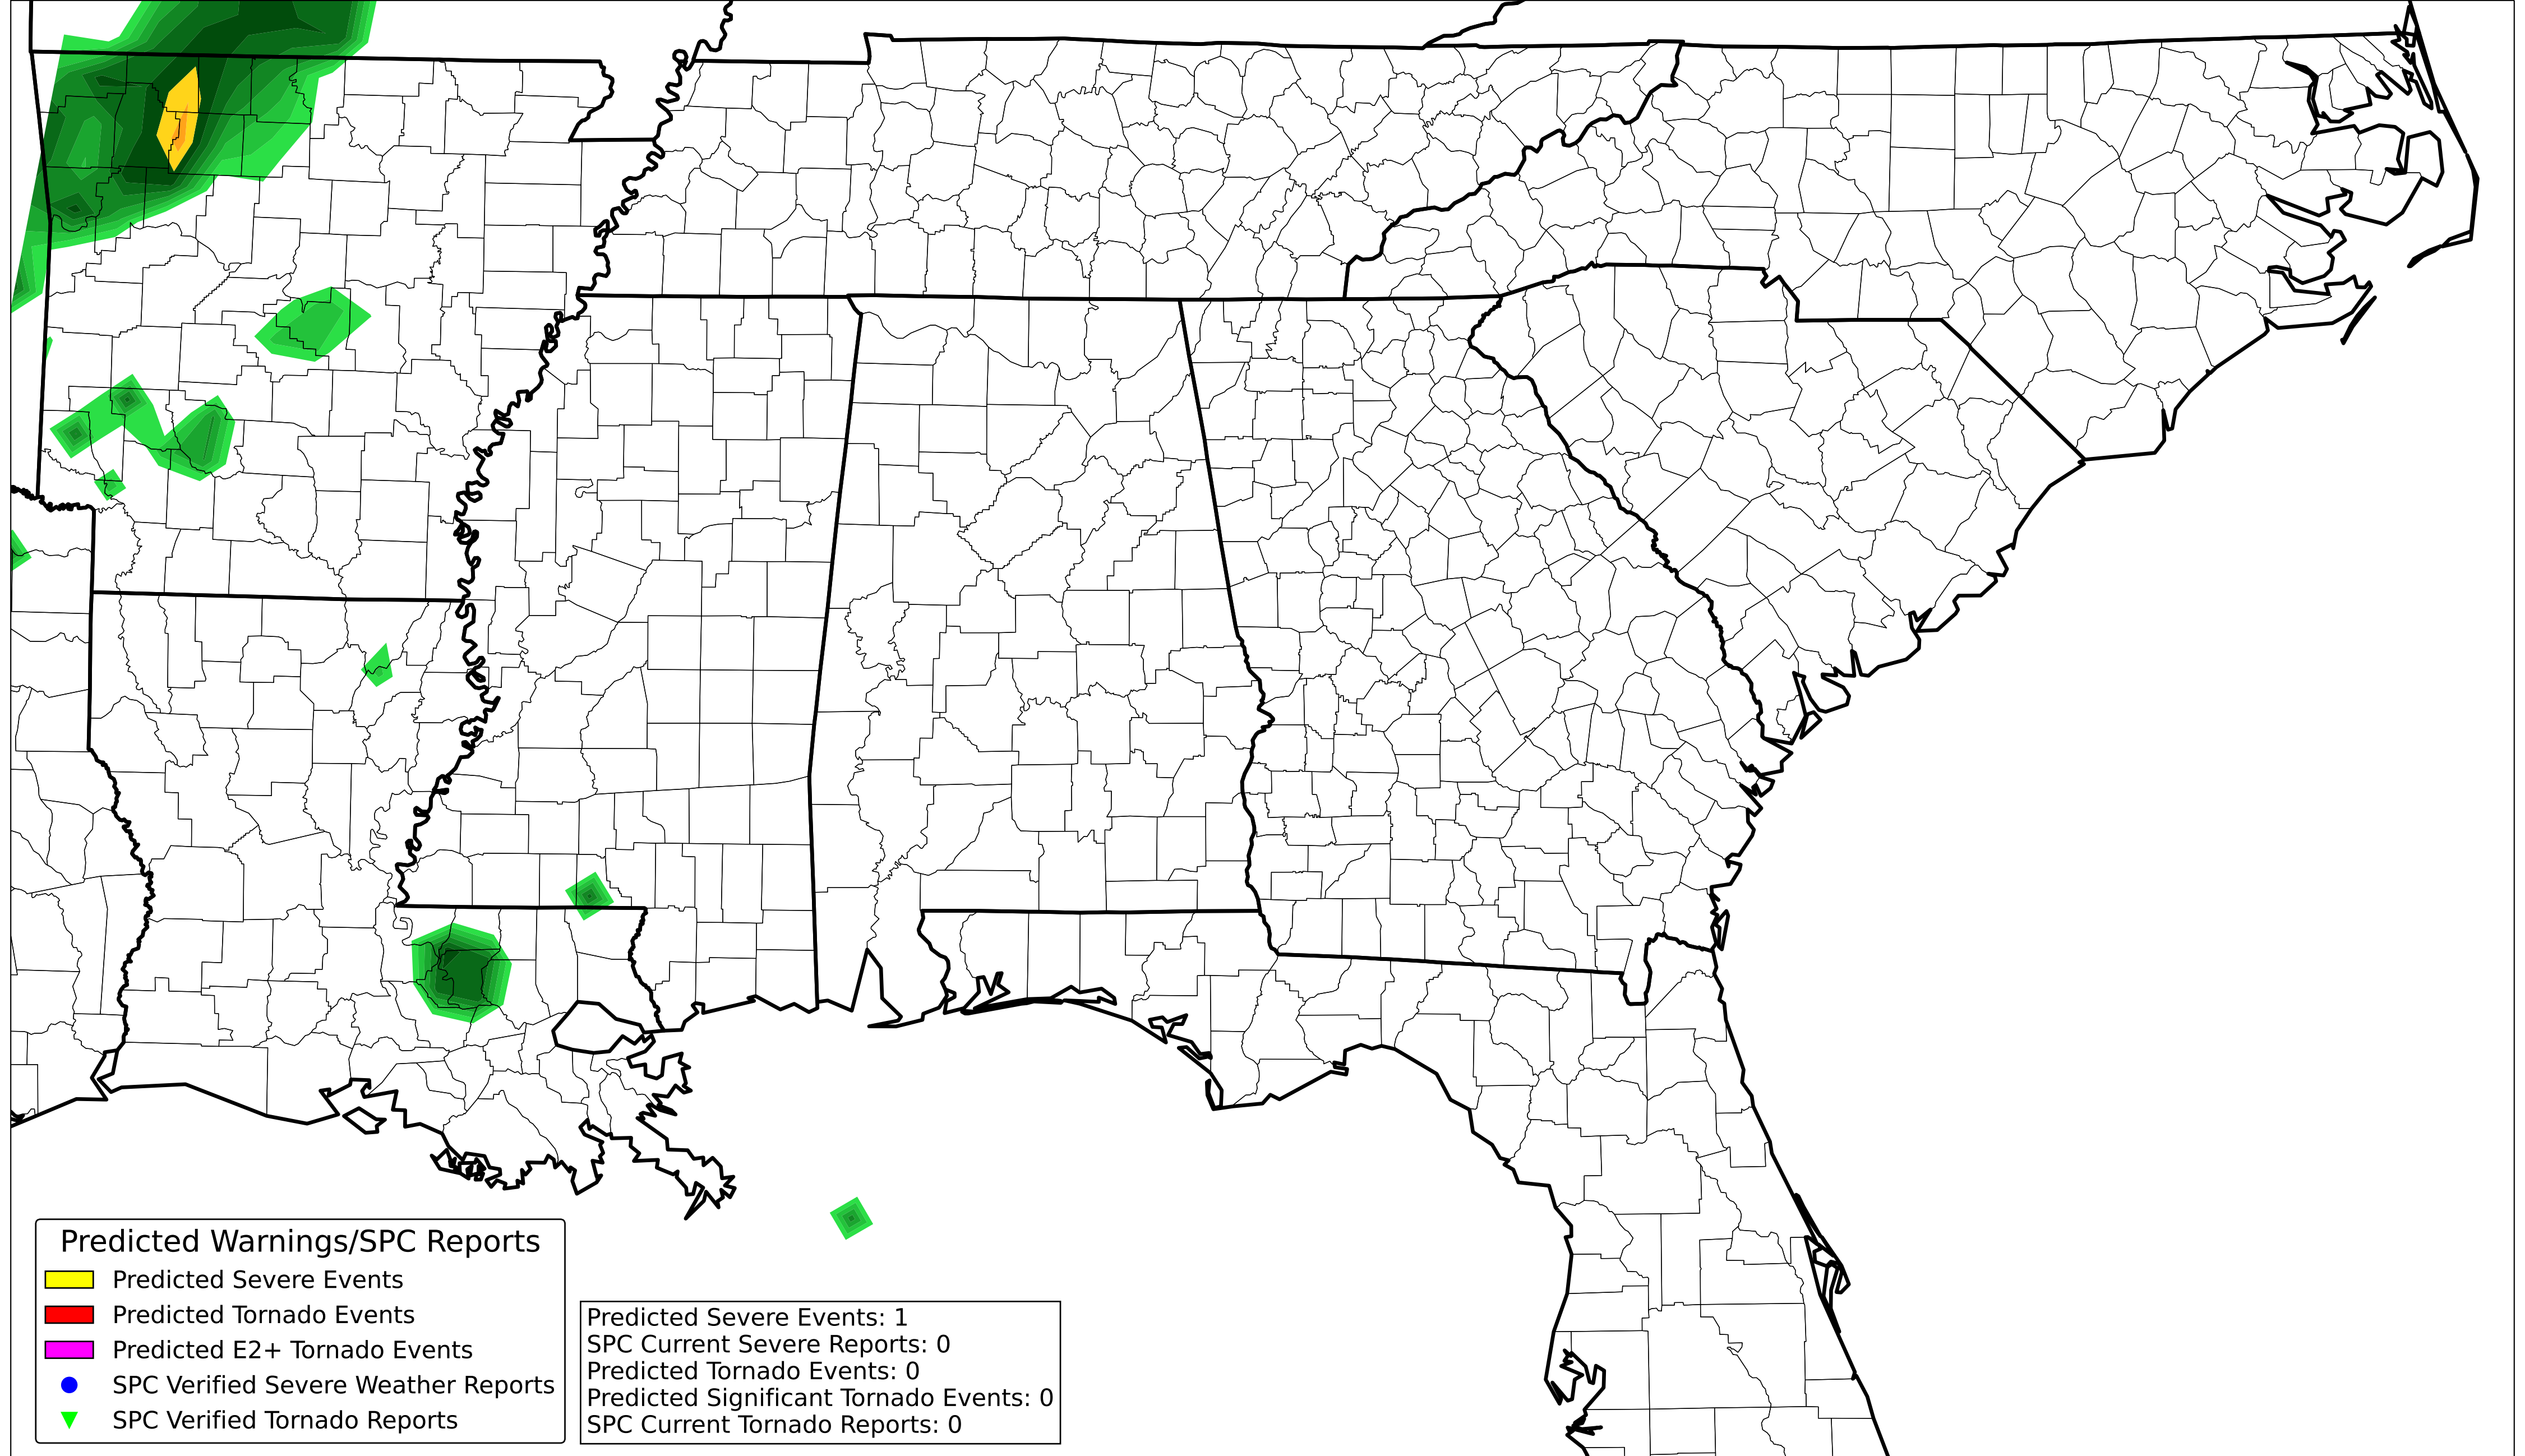 Predicted Warnings/SPC Reports
Predicted Severe Events
Predicted Tornado Events
Predicted E2+ Tornado Events
SPC Verified Severe Weather Reports
SPC Verified Tornado Reports
Predicted Severe Events: 1
SPC Current Severe Reports: 0
Predicted Tornado Events: 0
Predicted Significant Tornado Events: 0
SPC Current Tornado Reports: 0